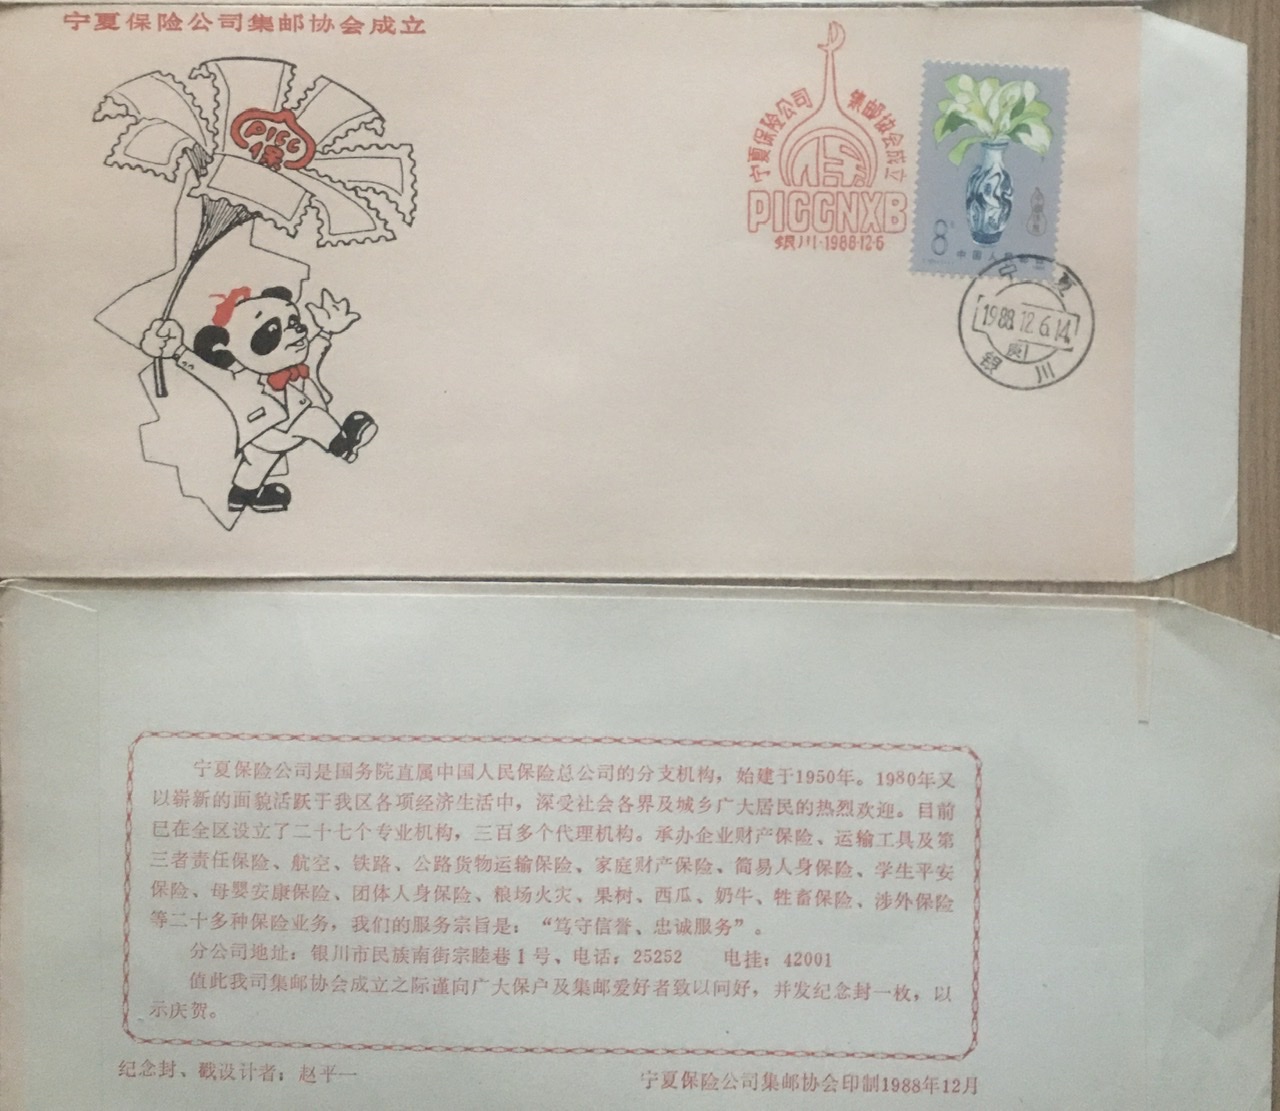 宁夏保险公司集邮协会成立
PICC
保
宁夏保险公司 集邮协会成立
PICCNXB
银川·1988·12·6
8分
中国人民邮政
宁夏
1988.12.6.14
银川
宁夏保险公司是国务院直属中国人民保险总公司的分支机构，始建于1950年。1980年又
以崭新的面貌活跃于我区各项经济生活中，深受社会各界及城乡广大居民的热烈欢迎。目前
已在全区设立了二十七个专业机构，三百多个代理机构。承办企业财产保险、运输工具及第
三者责任保险、航空、铁路、公路货物运输保险、家庭财产保险、简易人身保险、学生平安
保险、母婴安康保险、团体人身保险、粮场火灾、果树、西瓜、奶牛、牲畜保险、涉外保险
等二十多种保险业务，我们的服务宗旨是：“笃守信誉、忠诚服务”。
分公司地址：银川市民族南街宗睦巷1号、电话：25252 电挂：42001
值此我司集邮协会成立之际谨向广大保户及集邮爱好者致以问好，并发纪念封一枚，以
示庆贺。
纪念封、戳设计者：赵平一
宁夏保险公司集邮协会印制1988年12月